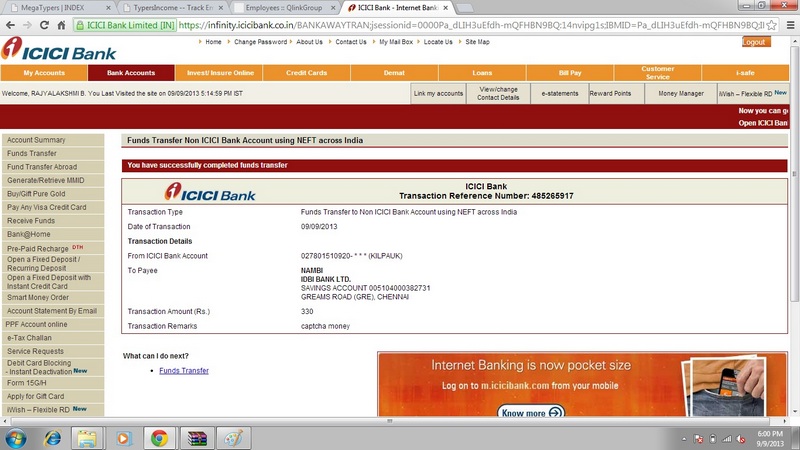 MegaTypers / INDEX
TypersIncome -- Track Ex
Employees :: QlinkGroup
ICICI Bank - Internet Bank
ICICI Bank Limited [IN] https://infinity.icicibank.co.in/BANKAWAYTRAN;jsessionid=0000Pa_dLIH3uEfdh-mQFHBN9BQ:14nvipg1s;IBMID=Pa_dLIH3uEfdh-mQFHBN9BQ:
ICICI Bank
Home Change Password About Us Contact Us My Mail Box Locate Us Site Map
Logout
My Accounts Bank Accounts Invest/ Insure Online Credit Cards Demat Loans Bill Pay Customer Service i-safe
Welcome, RAJYALAKSHMI B. You Last Visited the site on 09/09/2013 5:14:59 PM IST
Link my accounts View/change Contact Details e-statements Reward Points Money Manager iWish – Flexible RD New
Now you can g
Open ICICI Ban
Account Summary
Funds Transfer
Fund Transfer Abroad
Generate/Retrieve MMID
Buy/Gift Pure Gold
Pay Any Visa Credit Card
Receive Funds
Bank@Home
Pre-Paid Recharge DTH
Open a Fixed Deposit /
Recurring Deposit
Open a Fixed Deposit with
Instant Credit Card
Smart Money Order
Account Statement By Email
PPF Account online
e-Tax Challan
Service Requests
Debit Card Blocking
- Instant Deactivation New
Form 15G/H
Apply for Gift Card
iWish – Flexible RD New
Funds Transfer Non ICICI Bank Account using NEFT across India
You have successfully completed funds transfer
ICICI Bank
ICICI Bank
Transaction Reference Number: 485265917
Transaction Type Funds Transfer to Non ICICI Bank Account using NEFT across India
Date of Transaction 09/09/2013
Transaction Details
From ICICI Bank Account 027801510920- * * * (KILPAUK)
To Payee NAMBI
IDBI BANK LTD.
SAVINGS ACCOUNT 005104000382731
GREAMS ROAD (GRE), CHENNAI
Transaction Amount (Rs.) 330
Transaction Remarks captcha money
What can I do next?
Funds Transfer
Internet Banking is now pocket size
Log on to m.icicibank.com from your mobile
Know more
6:00 PM
9/9/2013